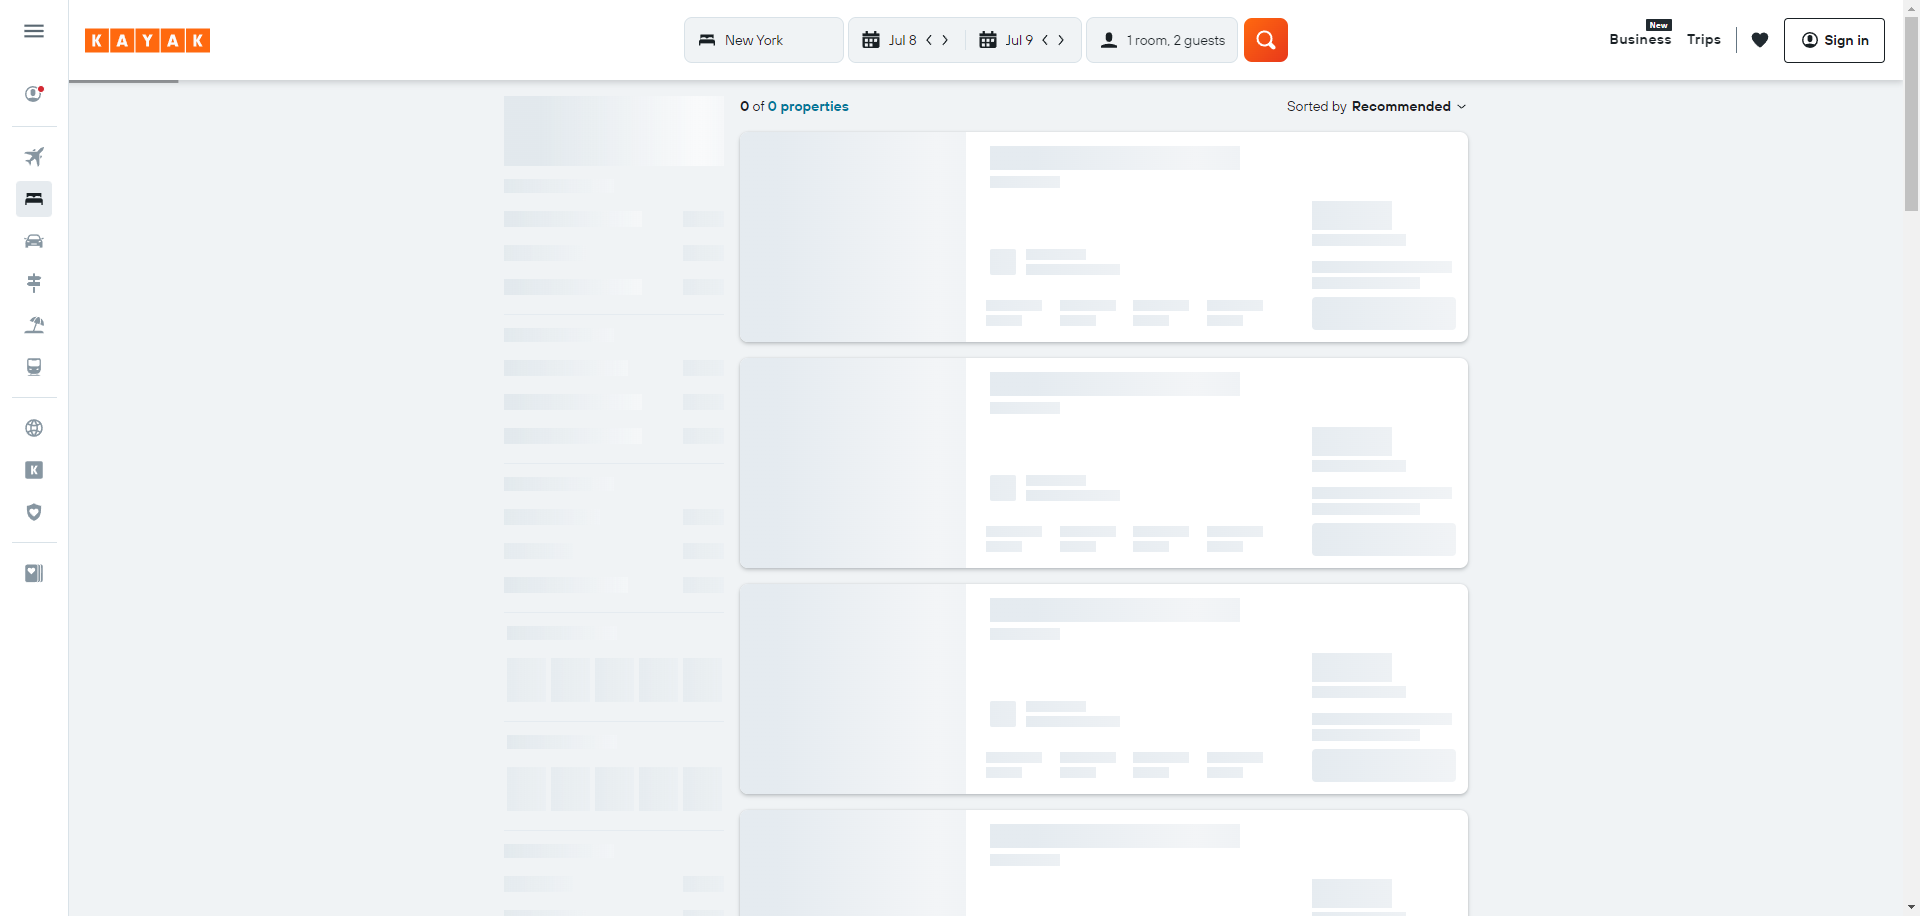 KAYAK
New York
Jul 8
Jul 9
1 room, 2 guests
New
Business
Trips
Sign in
0 of 0 properties
Sorted by Recommended
K